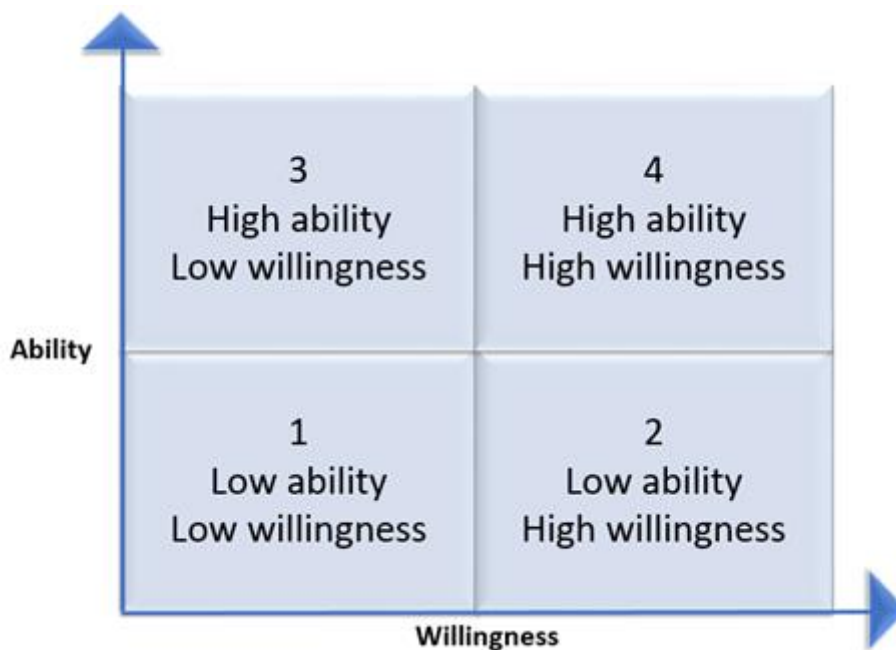 3
High ability
Low willingness
4
High ability
High willingness
Ability
1
Low ability
Low willingness
2
Low ability
High willingness
Willingness